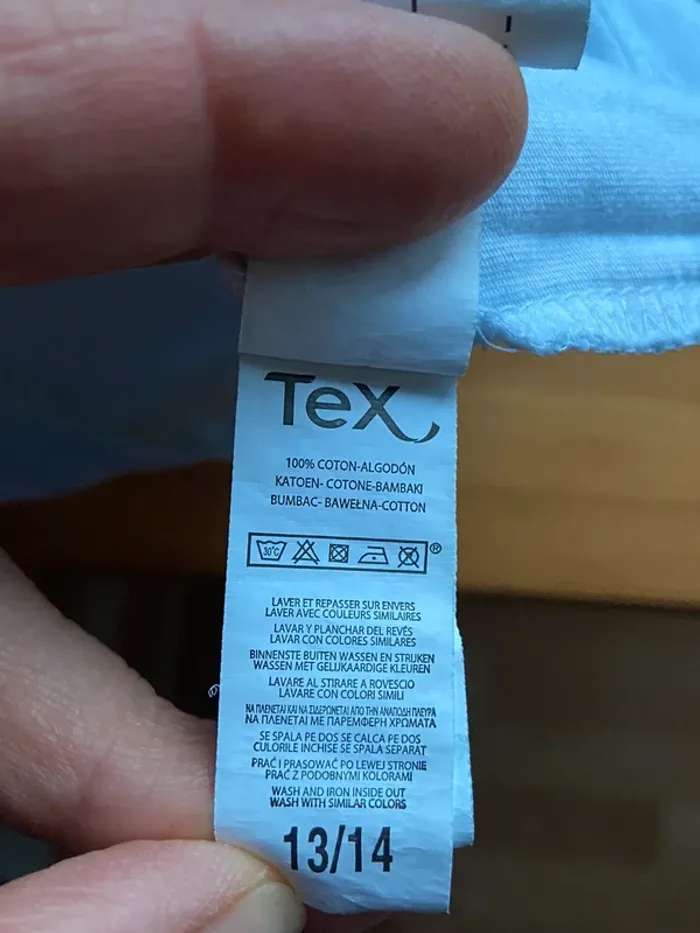 TeX
100% COTON-ALGODÓN
KATOEN- COTONE-BAMBAKI
BUMBAC- BAWEŁNA-COTTON
30°C ®
LAVER ET REPASSER SUR ENVERS
LAVER AVEC COULEURS SIMILAIRES
LAVAR Y PLANCHAR DEL REVÉS
LAVAR CON COLORES SIMILARES
BINNENSTE BUITEN WASSEN EN STRIJKEN
WASSEN MET GELIJKAARDIGE KLEUREN
LAVARE AL STIRARE A ROVESCIO
LAVARE CON COLORI SIMILI
ΝΑ ΠΛΕΝΕΤΑΙ ΚΑΙ ΝΑ ΣΙΔΕΡΩΝΕΤΑΙ ΑΠΟ ΤΗΝ ΑΝΑΠΟΔΗ ΠΛΕΥΡΑ
ΝΑ ΠΛΕΝΕΤΑΙ ΜΕ ΠΑΡΕΜΦΕΡΗ ΧΡΩΜΑΤΑ
SE SPALA PE DOS SE CALCA PE DOS
CULORILE INCHISE SE SPALA SEPARAT
PRAĆ I PRASOWAĆ PO LEWEJ STRONIE
PRAĆ Z PODOBNYMI KOLORAMI
WASH AND IRON INSIDE OUT
WASH WITH SIMILAR COLORS
13/14